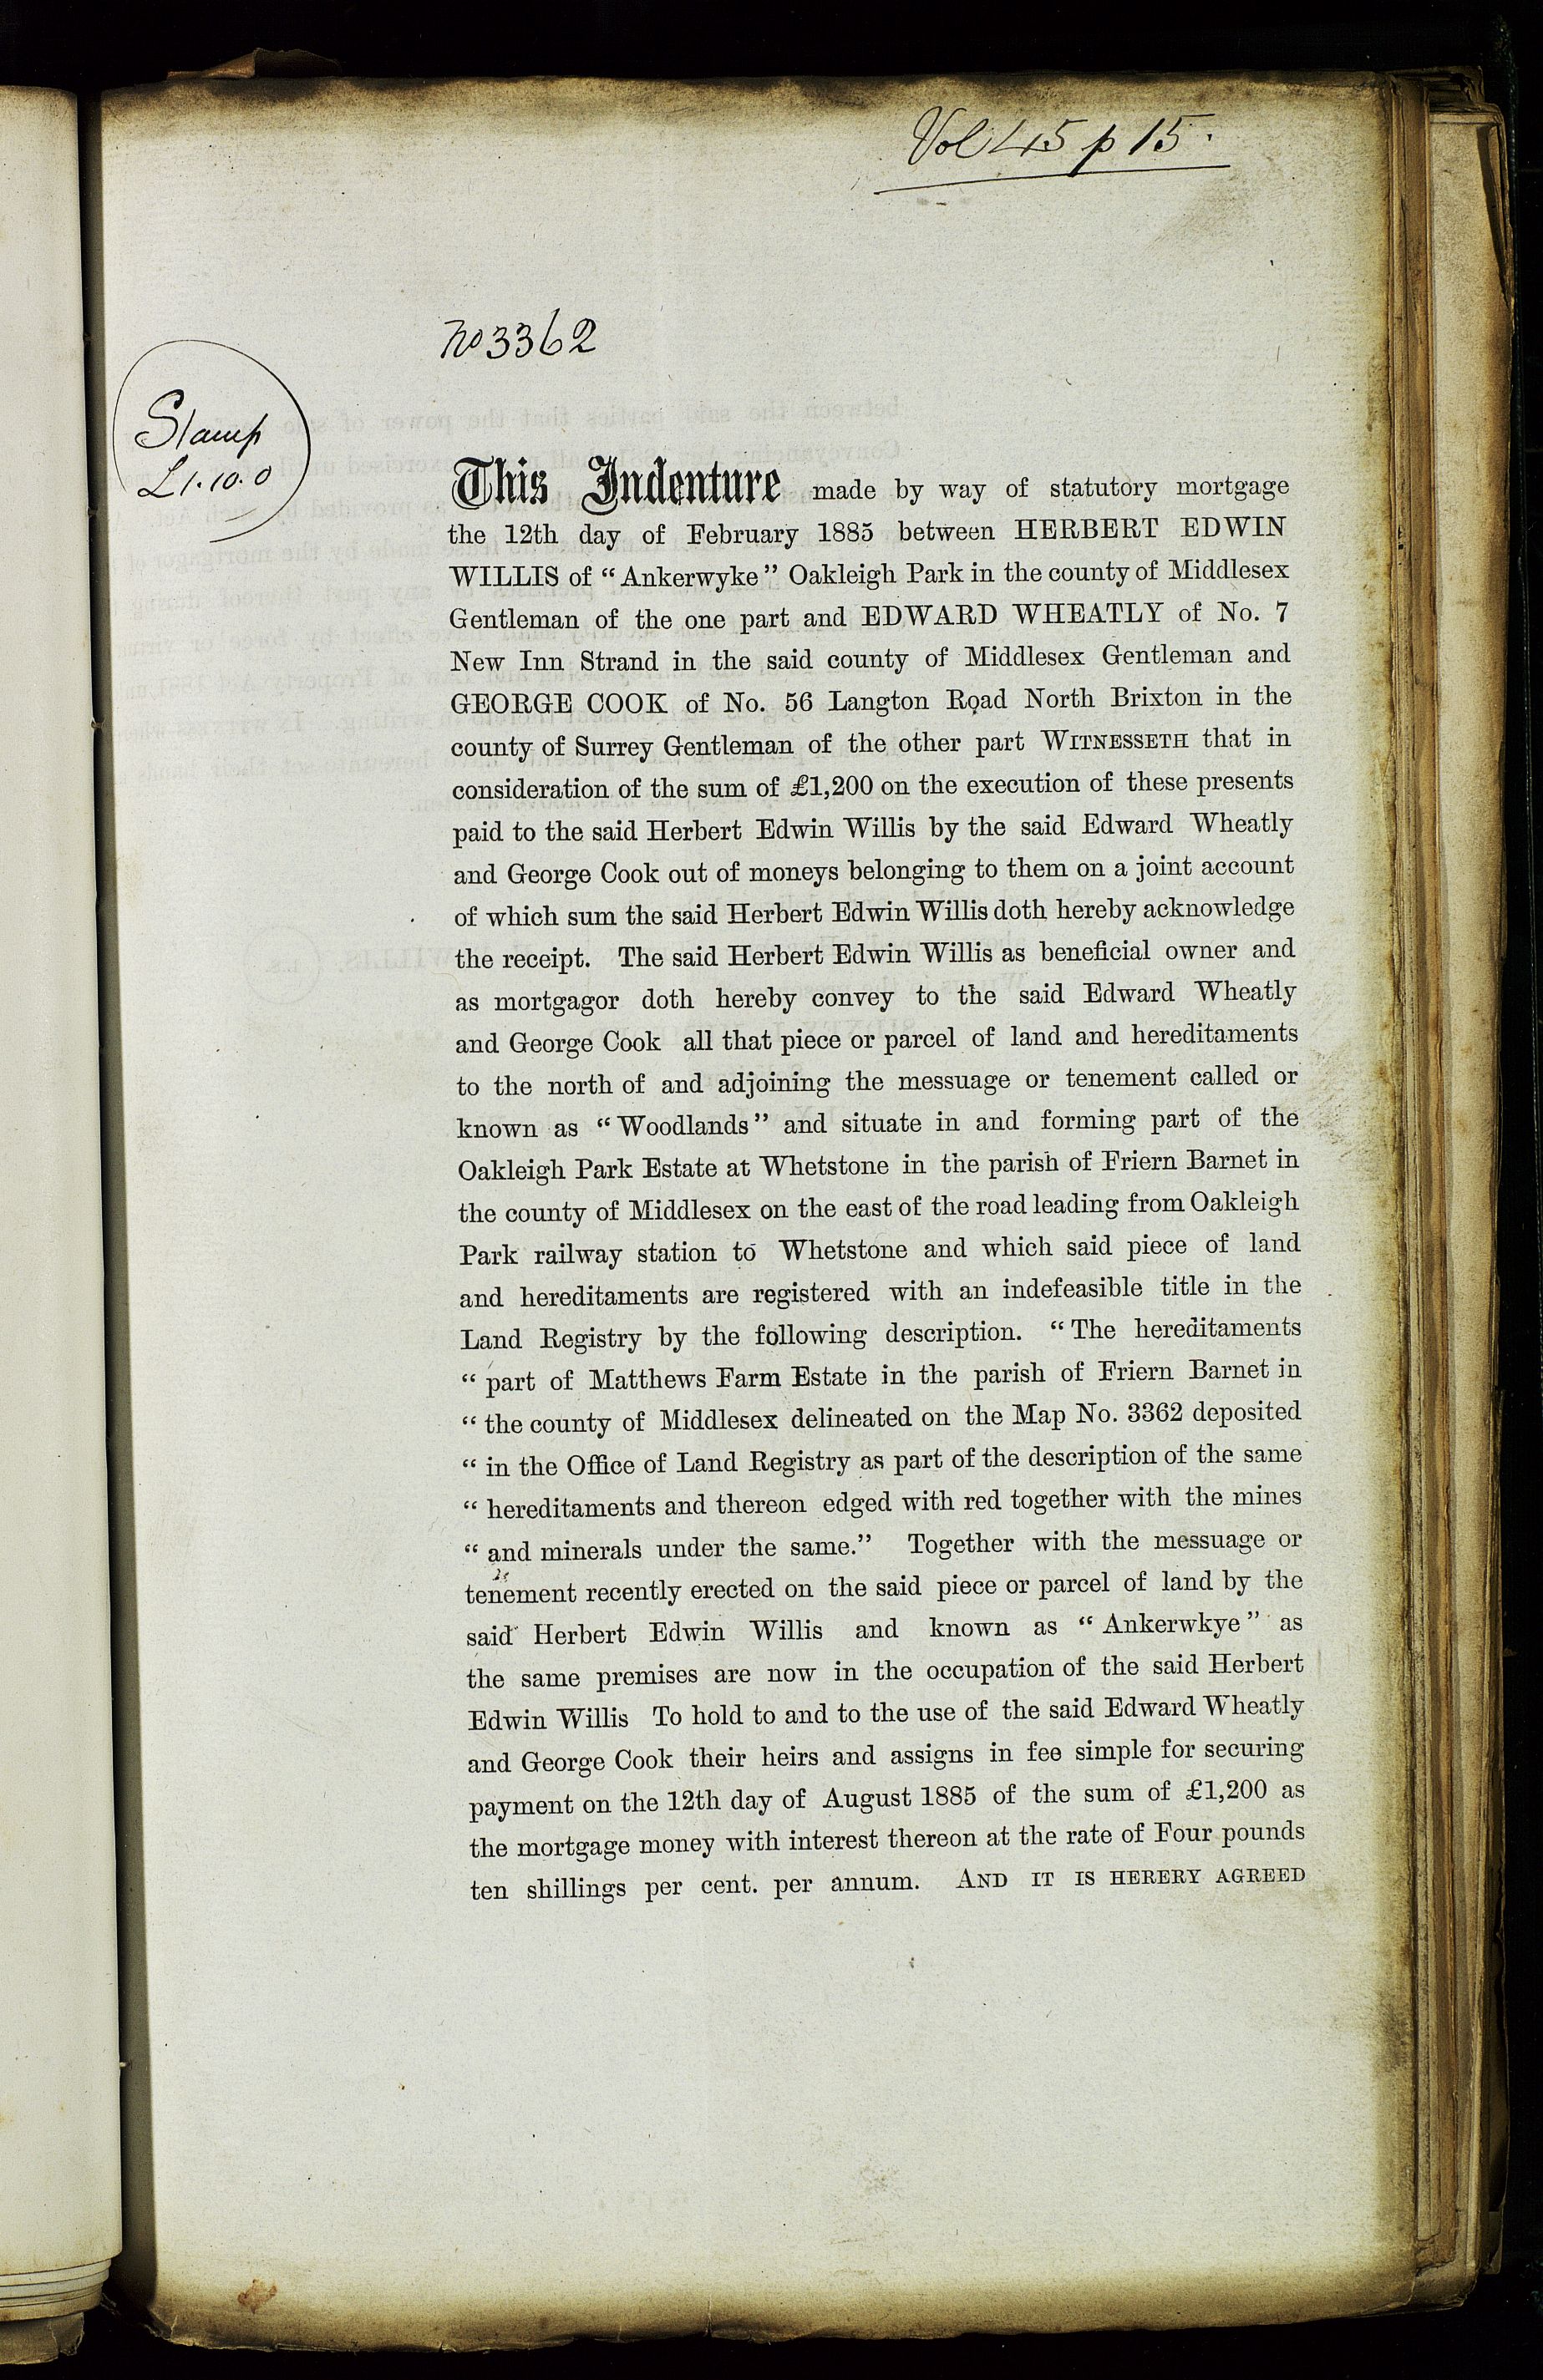 Vol 45 p 15.
No 3362
Stamp
£1.10.0
This Indenture made by way of statutory mortgage
the 12th day of February 1885 between HERBERT EDWIN
WILLIS of “Ankerwyke” Oakleigh Park in the county of Middlesex
Gentleman of the one part and EDWARD WHEATLY of No. 7
New Inn Strand in the said county of Middlesex Gentleman and
GEORGE COOK of No. 56 Langton Road North Brixton in the
county of Surrey Gentleman of the other part WITNESSETH that in
consideration of the sum of £1,200 on the execution of these presents
paid to the said Herbert Edwin Willis by the said Edward Wheatly
and George Cook out of moneys belonging to them on a joint account
of which sum the said Herbert Edwin Willis doth hereby acknowledge
the receipt. The said Herbert Edwin Willis as beneficial owner and
as mortgagor doth hereby convey to the said Edward Wheatly
and George Cook all that piece or parcel of land and hereditaments
to the north of and adjoining the messuage or tenement called or
known as “Woodlands” and situate in and forming part of the
Oakleigh Park Estate at Whetstone in the parish of Friern Barnet in
the county of Middlesex on the east of the road leading from Oakleigh
Park railway station to Whetstone and which said piece of land
and hereditaments are registered with an indefeasible title in the
Land Registry by the following description. “The hereditaments
“part of Matthews Farm Estate in the parish of Friern Barnet in
“the county of Middlesex delineated on the Map No. 3362 deposited
“in the Office of Land Registry as part of the description of the same
“hereditaments and thereon edged with red together with the mines
“and minerals under the same.” Together with the messuage or
tenement recently erected on the said piece or parcel of land by the
said Herbert Edwin Willis and known as “Ankerwkye” as
the same premises are now in the occupation of the said Herbert
Edwin Willis To hold to and to the use of the said Edward Wheatly
and George Cook their heirs and assigns in fee simple for securing
payment on the 12th day of August 1885 of the sum of £1,200 as
the mortgage money with interest thereon at the rate of Four pounds
ten shillings per cent. per annum. AND IT IS HERERY AGREED